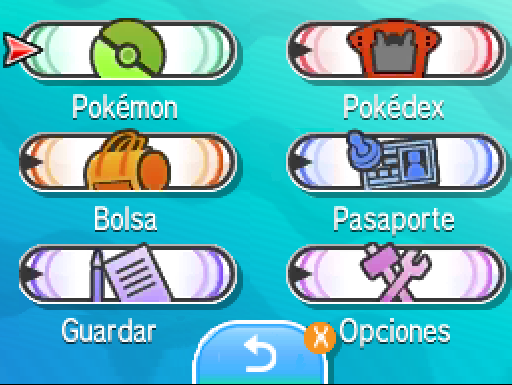 Pokémon
Pokédex
Bolsa
Pasaporte
Guardar
X Opciones